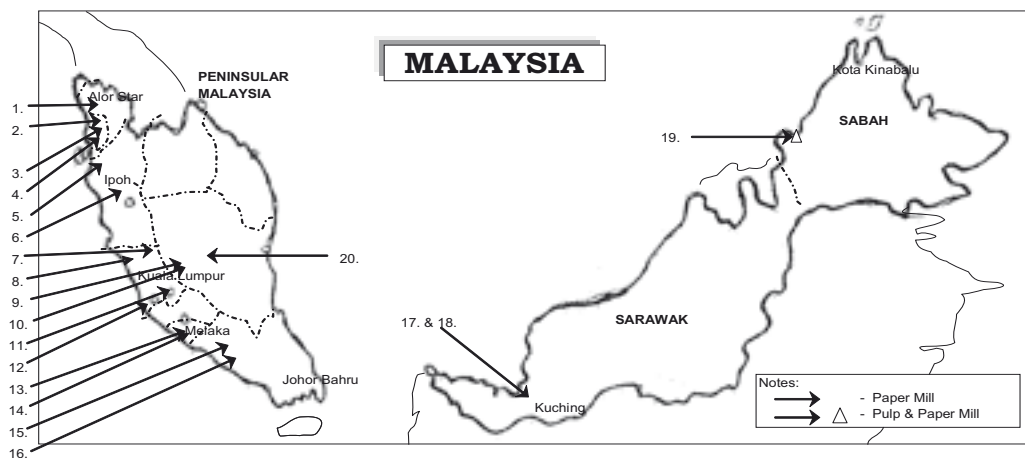 MALAYSIA
PENINSULAR
MALAYSIA
Alor Star
Ipoh
Kuala Lumpur
Melaka
Johor Bahru
1.
2.
3.
4.
5.
6.
7.
8.
9.
10.
11.
12.
13.
14.
15.
16.
20.
17. & 18.
19.
Kota Kinabalu
SABAH
SARAWAK
Kuching
Notes:
- Paper Mill
- Pulp & Paper Mill